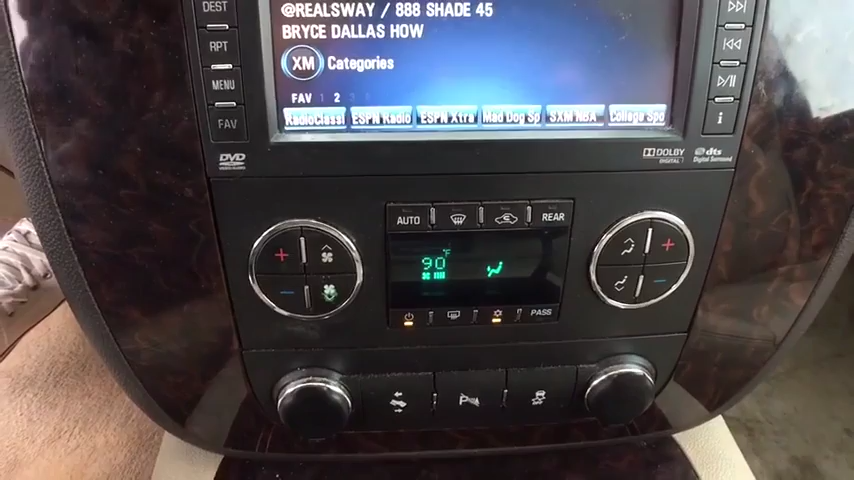 DEST
RPT
MENU
FAV
@REALSWAY / 888 SHADE 45
BRYCE DALLAS HOW
XM Categories
FAV 1 2 3
RadioClassi ESPN Radio ESPN Xtra Mad Dog Sp SXM NBA College Spo
i
DVD
DOLBY DIGITAL
dts Digital Surround
AUTO
REAR
90 °F
PASS
OFF